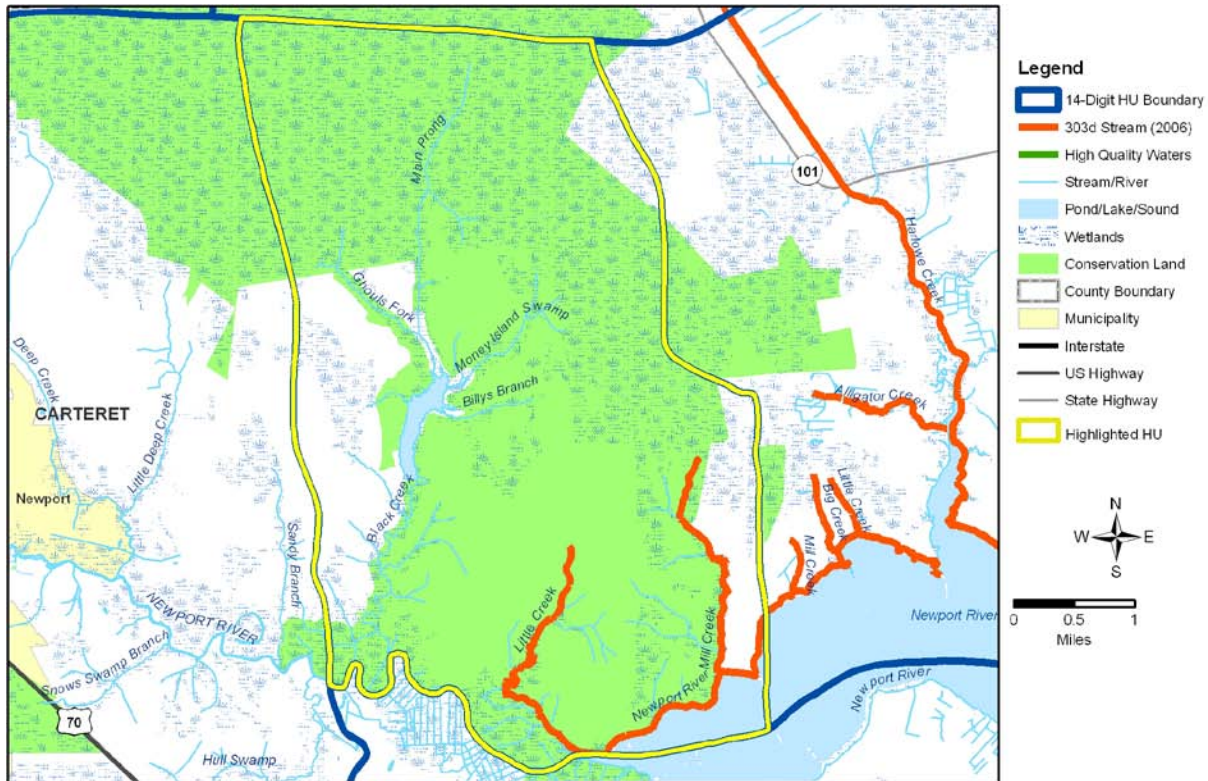 Main Prong
101
Harlowe Creek
Ghouls Fork
Money Island Swamp
Billys Branch
Deep Creek
CARTERET
Little Deep Creek
Alligator Creek
Newport
Black Creek
Sandy Branch
Little Creek
Big Creek
Mill Creek
NEWPORT RIVER
Little Creek
Newport River
Snows Swamp Branch
Mill Creek
Newport River
Newport River
70
Hull Swamp
Legend
14-Digit HU Boundary
303d Stream (2006)
High Quality Waters
Stream/River
Pond/Lake/Sound
Wetlands
Conservation Land
County Boundary
Municipality
Interstate
US Highway
State Highway
Highlighted HU
N
W E
S
0 0.5 1
Miles